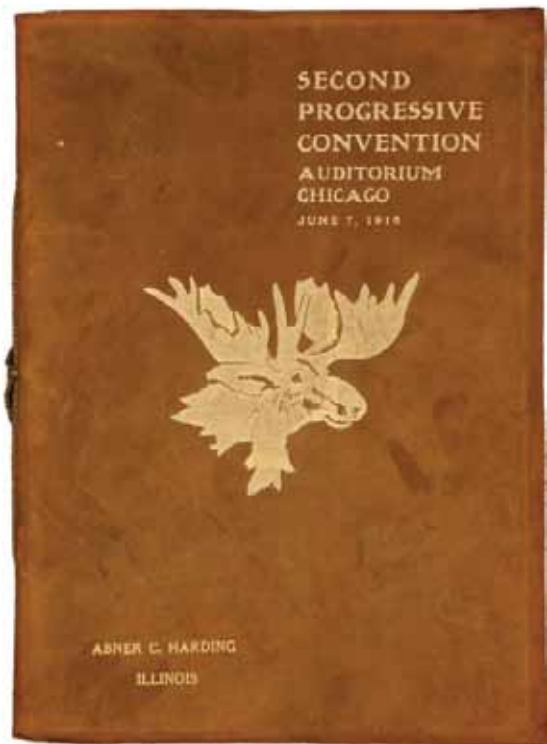 SECOND
PROGRESSIVE
CONVENTION
AUDITORIUM
CHICAGO
JUNE 7, 1916
ABNER C. HARDING
ILLINOIS